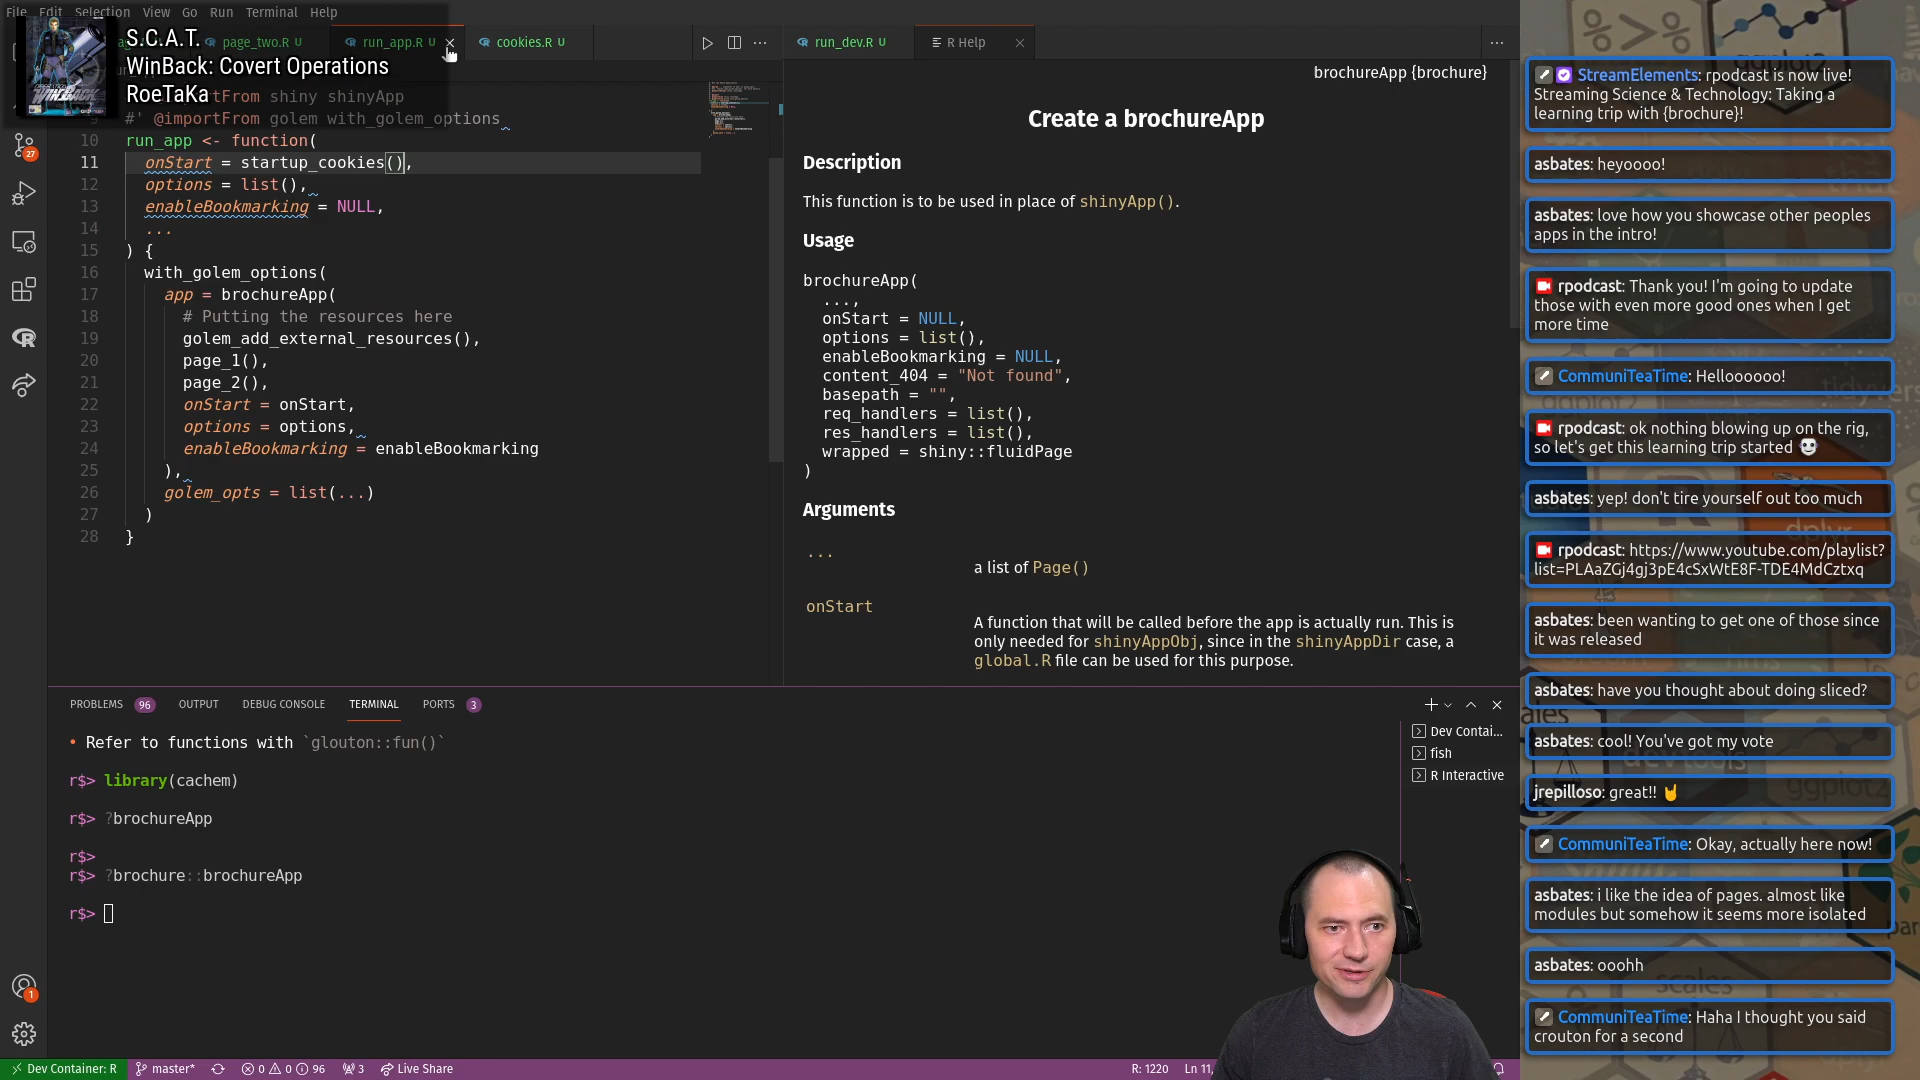 File Edit Selection View Go Run Terminal Help
S.C.A.T.
WinBack: Covert Operations
RoeTaKa
page_two.R U
run_app.R U
cookies.R U
run_dev.R U
R Help
shiny shinyApp
#' @importFrom golem with_golem_options
10 run_app <- function(
11 onStart = startup_cookies(),
12 options = list(),
13 enableBookmarking = NULL,
14 ...
15 ) {
16 with_golem_options(
17 app = brochureApp(
18 # Putting the resources here
19 golem_add_external_resources(),
20 page_1(),
21 page_2(),
22 onStart = onStart,
23 options = options,
24 enableBookmarking = enableBookmarking
25 ),
26 golem_opts = list(...)
27 )
28 }
brochureApp {brochure}
Create a brochureApp
Description
This function is to be used in place of shinyApp().
Usage
brochureApp(
...,
onStart = NULL,
options = list(),
enableBookmarking = NULL,
content_404 = "Not found",
basepath = "",
req_handlers = list(),
res_handlers = list(),
wrapped = shiny::fluidPage
)
Arguments
...
a list of Page()
onStart
A function that will be called before the app is actually run. This is
only needed for shinyAppObj, since in the shinyAppDir case, a
global.R file can be used for this purpose.
PROBLEMS 96 OUTPUT DEBUG CONSOLE TERMINAL PORTS 3
• Refer to functions with `glouton::fun()`
r$> library(cachem)
r$> ?brochureApp
r$>
r$> ?brochure::brochureApp
r$>
Dev Contai...
fish
R Interactive
27
1
Dev Container: R master* 0 0 96 3 Live Share
R: 1220 Ln 11,
StreamElements: rpodcast is now live!
Streaming Science & Technology: Taking a
learning trip with {brochure}!
asbates: heyoooo!
asbates: love how you showcase other peoples
apps in the intro!
rpodcast: Thank you! I'm going to update
those with even more good ones when I get
more time
CommuniTeaTime: Helloooooo!
rpodcast: ok nothing blowing up on the rig,
so let's get this learning trip started
asbates: yep! don't tire yourself out too much
rpodcast: https://www.youtube.com/playlist?
list=PLAaZGj4gj3pE4cSxWtE8F-TDE4MdCztxq
asbates: been wanting to get one of those since
it was released
asbates: have you thought about doing sliced?
asbates: cool! You've got my vote
jrepilloso: great!! 🤘
CommuniTeaTime: Okay, actually here now!
asbates: i like the idea of pages. almost like
modules but somehow it seems more isolated
asbates: ooohh
CommuniTeaTime: Haha I thought you said
crouton for a second